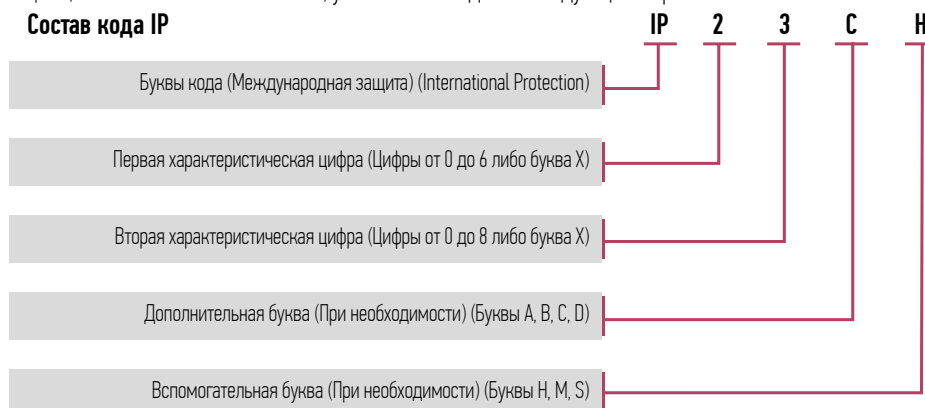 Состав кода IP IP 2 3 C H
Буквы кода (Международная защита) (International Protection)
Первая характеристическая цифра (Цифры от 0 до 6 либо буква X)
Вторая характеристическая цифра (Цифры от 0 до 8 либо буква X)
Дополнительная буква (При необходимости) (Буквы A, B, C, D)
Вспомогательная буква (При необходимости) (Буквы H, M, S)